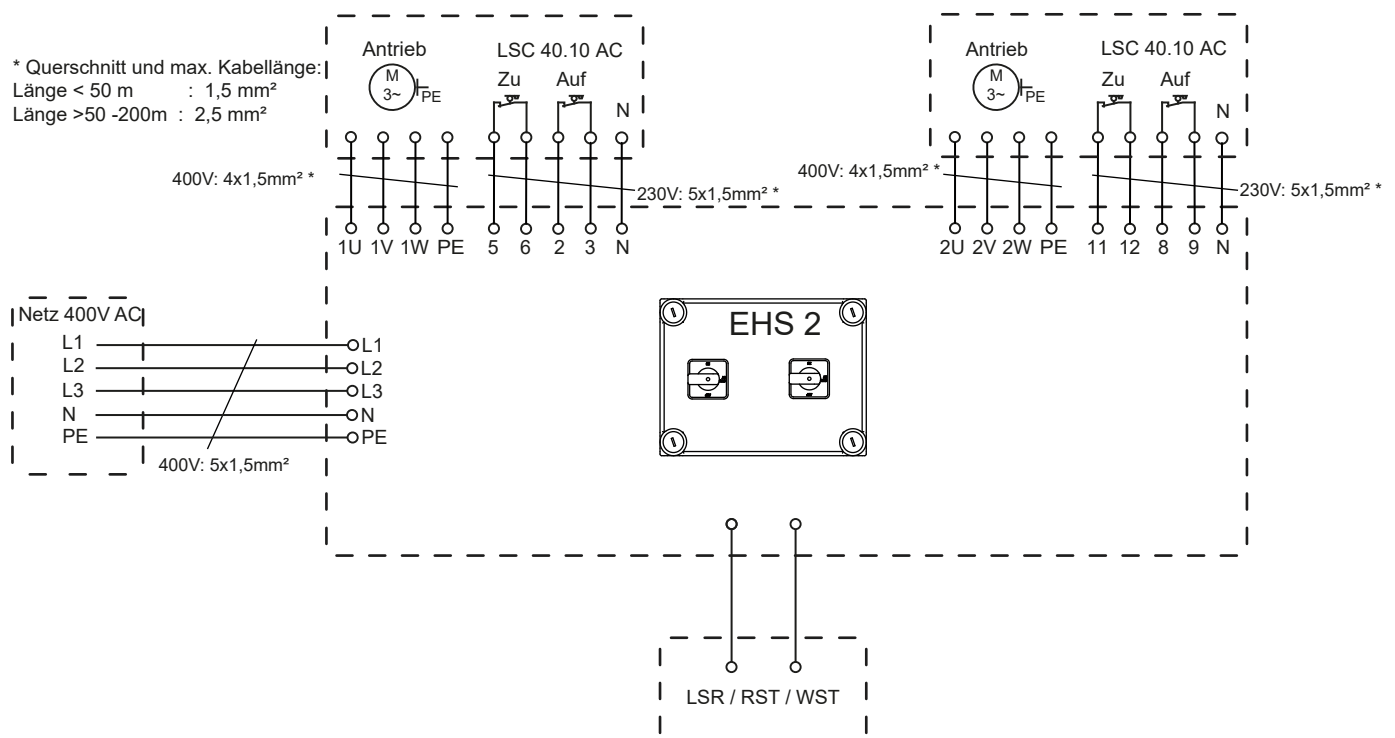 * Querschnitt und max. Kabellänge:
Länge < 50 m : 1,5 mm²
Länge >50 -200m : 2,5 mm²
Antrieb LSC 40.10 AC
M Zu Auf
3~ PE N
400V: 4x1,5mm² *
230V: 5x1,5mm² *
1U 1V 1W PE 5 6 2 3 N
Antrieb LSC 40.10 AC
M Zu Auf
3~ PE N
400V: 4x1,5mm² *
230V: 5x1,5mm² *
2U 2V 2W PE 11 12 8 9 N
Netz 400V AC
L1 L1
L2 L2
L3 L3
N N
PE PE
400V: 5x1,5mm²
EHS 2
LSR / RST / WST